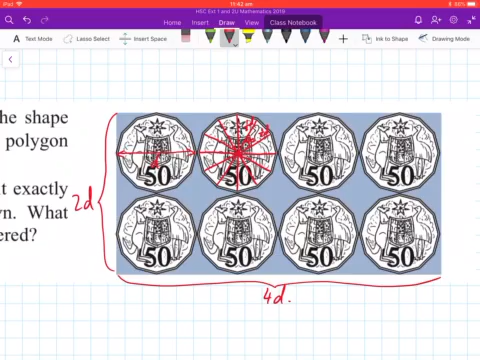 iPad
11:42 am
88%
HSC Ext 1 and 2U Mathematics 2019
Home Insert Draw View Class Notebook
Text Mode Lasso Select Insert Space Ink to Shape Drawing Mode
he shape
polygon
t exactly
n. What
ered?
2d
d
50 50 50 50
50 50 50 50
4d.